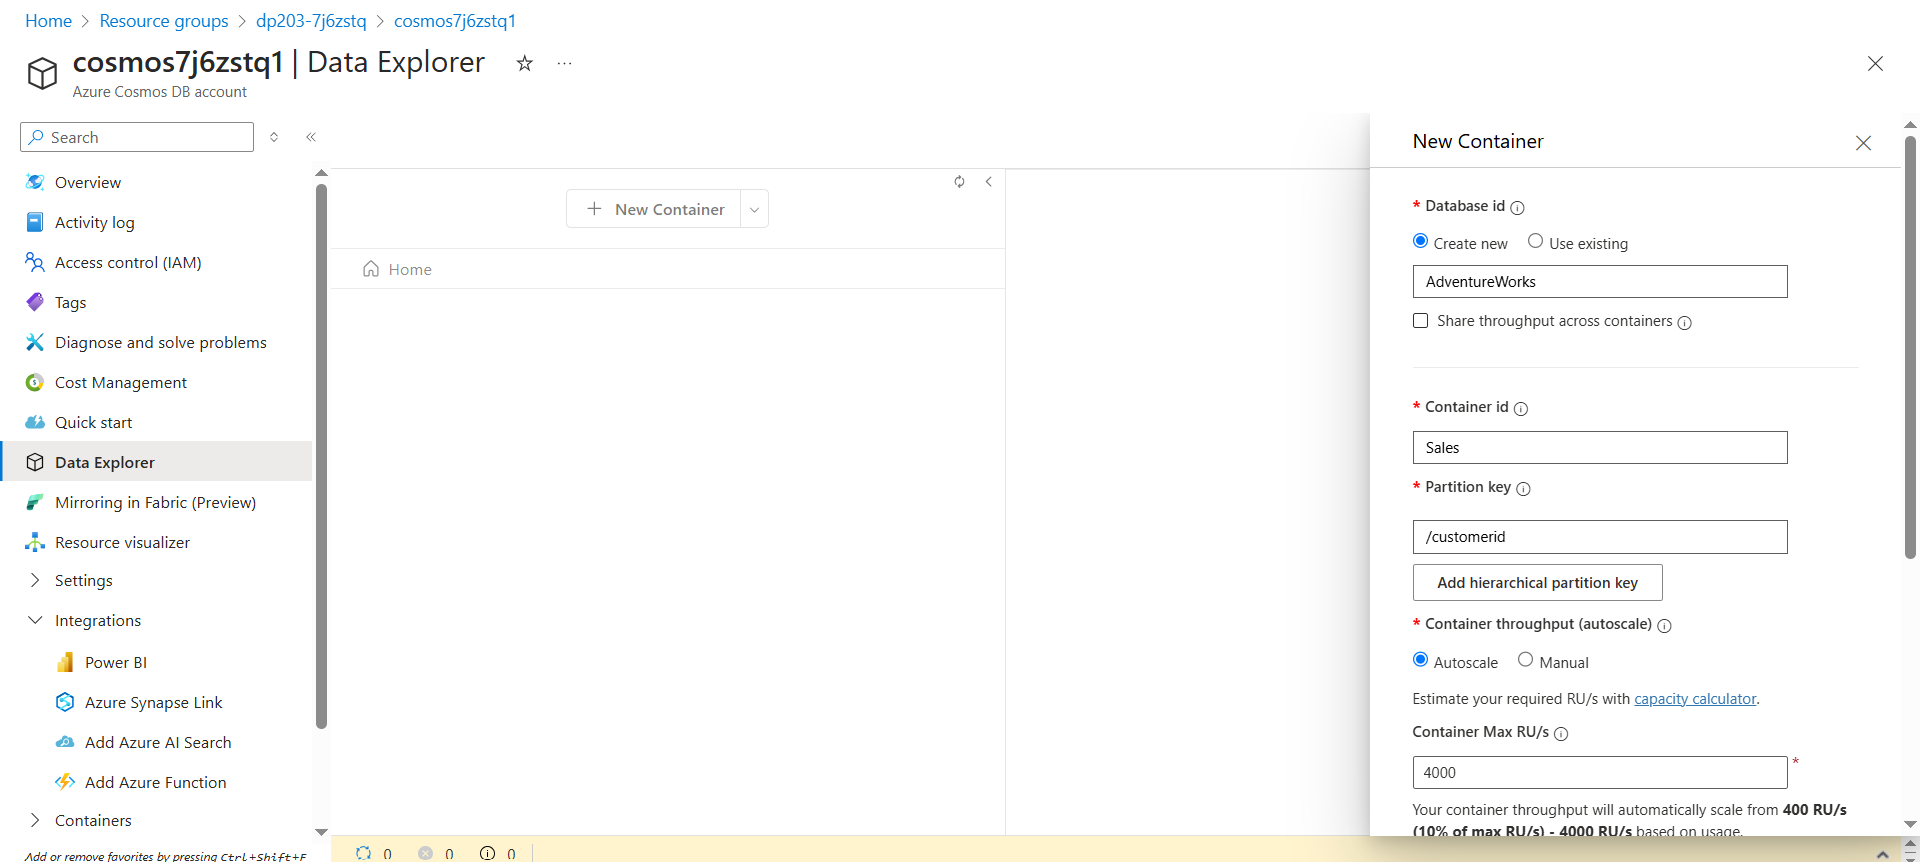 Home > Resource groups > dp203-7j6zstq > cosmos7j6zstq1
cosmos7j6zstq1 | Data Explorer ...
Azure Cosmos DB account
Search
Overview
Activity log
Access control (IAM)
Tags
Diagnose and solve problems
Cost Management
Quick start
Data Explorer
Mirroring in Fabric (Preview)
Resource visualizer
Settings
Integrations
Power BI
Azure Synapse Link
Add Azure AI Search
Add Azure Function
Containers
Add or remove favorites by pressing Ctrl+Shift+F
+ New Container
Home
0 0 0
New Container
* Database id
Create new Use existing
AdventureWorks
Share throughput across containers
* Container id
Sales
* Partition key
/customerid
Add hierarchical partition key
* Container throughput (autoscale)
Autoscale Manual
Estimate your required RU/s with capacity calculator.
Container Max RU/s
4000 *
Your container throughput will automatically scale from 400 RU/s
(10% of max RU/s) - 4000 RU/s based on usage.